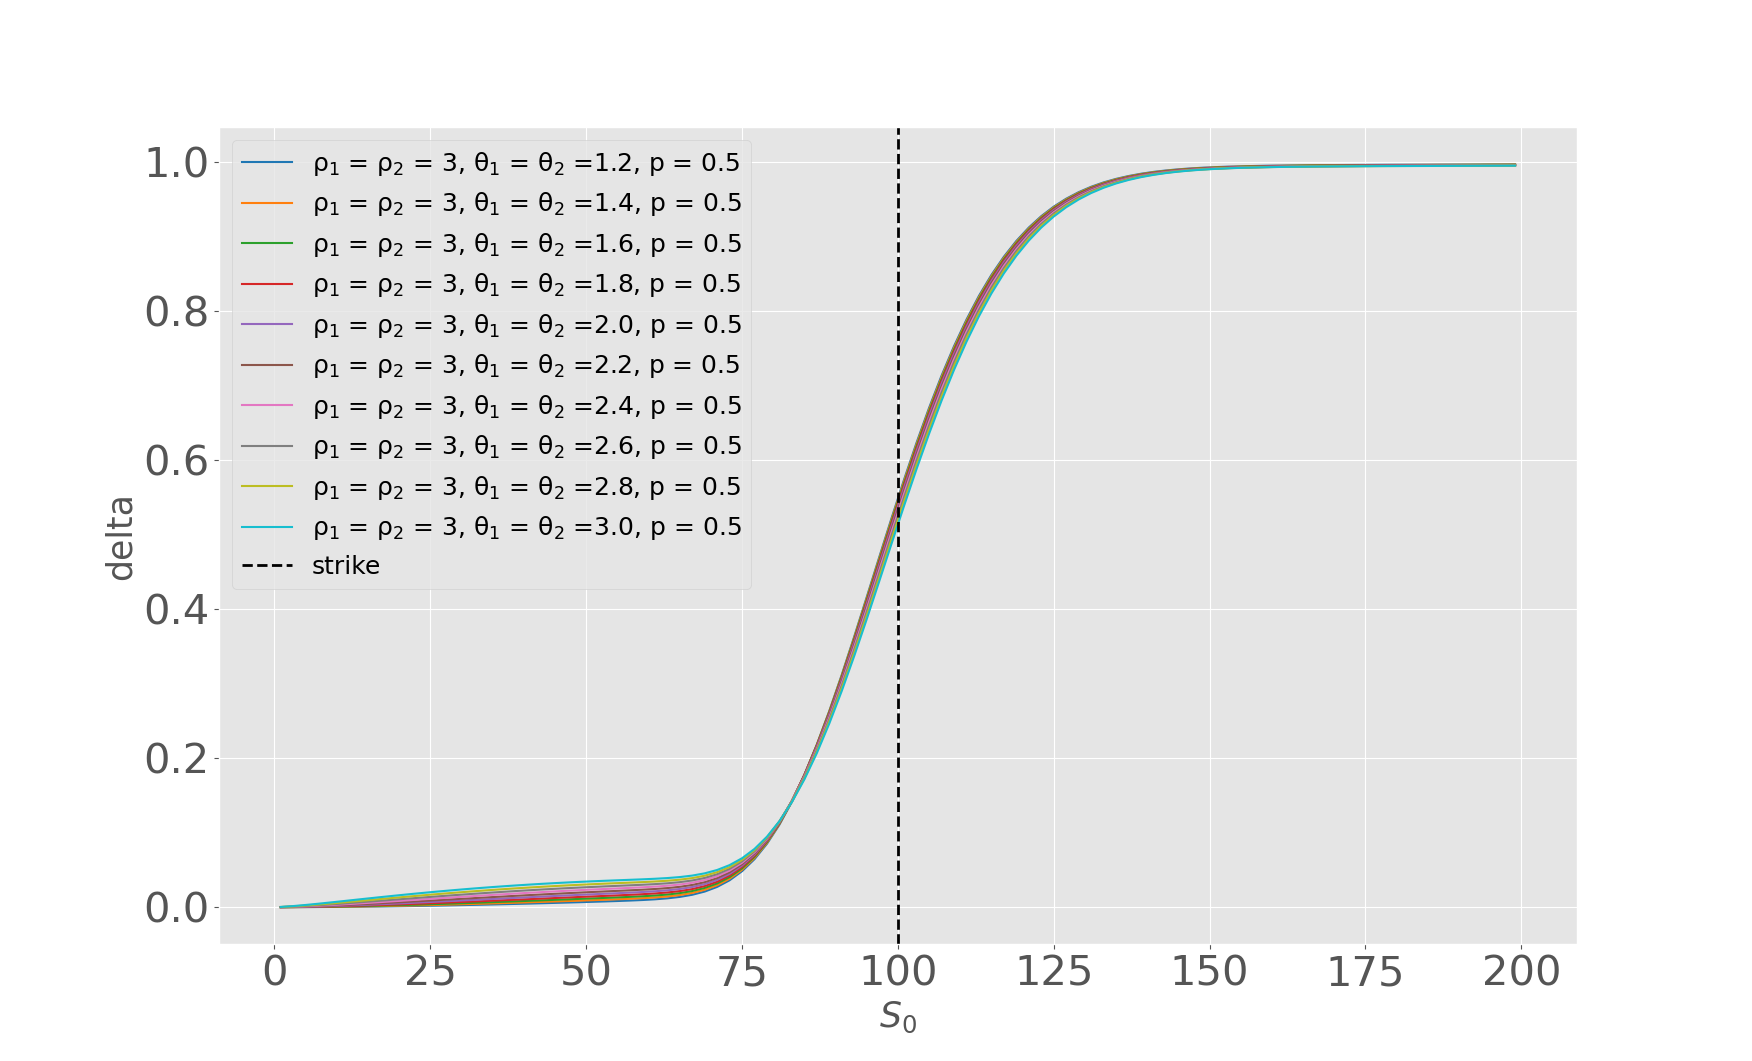 1.0
0.8
0.6
0.4
0.2
0.0
delta
ρ₁ = ρ₂ = 3, θ₁ = θ₂ =1.2, p = 0.5
ρ₁ = ρ₂ = 3, θ₁ = θ₂ =1.4, p = 0.5
ρ₁ = ρ₂ = 3, θ₁ = θ₂ =1.6, p = 0.5
ρ₁ = ρ₂ = 3, θ₁ = θ₂ =1.8, p = 0.5
ρ₁ = ρ₂ = 3, θ₁ = θ₂ =2.0, p = 0.5
ρ₁ = ρ₂ = 3, θ₁ = θ₂ =2.2, p = 0.5
ρ₁ = ρ₂ = 3, θ₁ = θ₂ =2.4, p = 0.5
ρ₁ = ρ₂ = 3, θ₁ = θ₂ =2.6, p = 0.5
ρ₁ = ρ₂ = 3, θ₁ = θ₂ =2.8, p = 0.5
ρ₁ = ρ₂ = 3, θ₁ = θ₂ =3.0, p = 0.5
strike
0 25 50 75 100 125 150 175 200
S₀